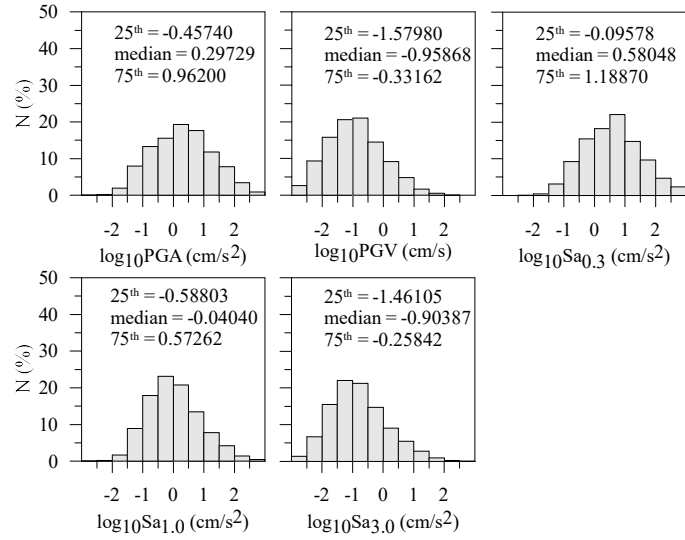 50
40
30
20
10
0
N (%)
25th = -0.45740
median = 0.29729
75th = 0.96200
-2 -1 0 1 2
log10PGA (cm/s2)
25th = -1.57980
median = -0.95868
75th = -0.33162
-2 -1 0 1 2
log10PGV (cm/s)
25th = -0.09578
median = 0.58048
75th = 1.18870
-2 -1 0 1 2
log10Sa0.3 (cm/s2)
50
40
30
20
10
0
N (%)
25th = -0.58803
median = -0.04040
75th = 0.57262
-2 -1 0 1 2
log10Sa1.0 (cm/s2)
25th = -1.46105
median = -0.90387
75th = -0.25842
-2 -1 0 1 2
log10Sa3.0 (cm/s2)